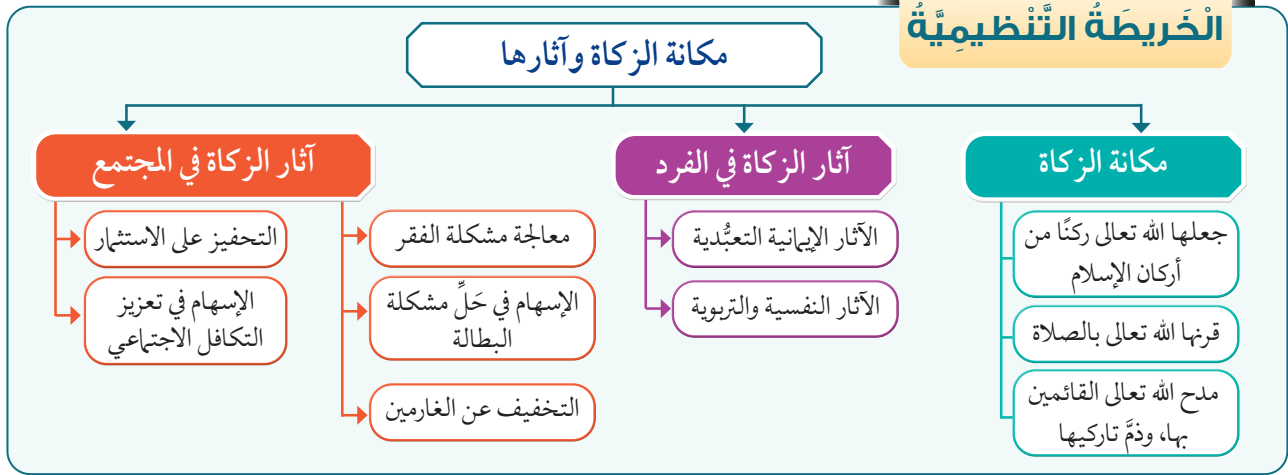 الْخَريطَةُ التَّنْظيمِيَّةُ
مكانة الزكاة وآثارها
مكانة الزكاة
جعلها الله تعالى ركنًا من
أركان الإسلام
قرنها الله تعالى بالصلاة
مدح الله تعالى القائمين
بها، وذمَّ تاركيها
آثار الزكاة في الفرد
الآثار الإيمانية التعبُّدية
الآثار النفسية والتربوية
آثار الزكاة في المجتمع
معالجة مشكلة الفقر
الإسهام في حَلِّ مشكلة
البطالة
التخفيف عن الغارمين
التحفيز على الاستثمار
الإسهام في تعزيز
التكافل الاجتماعي